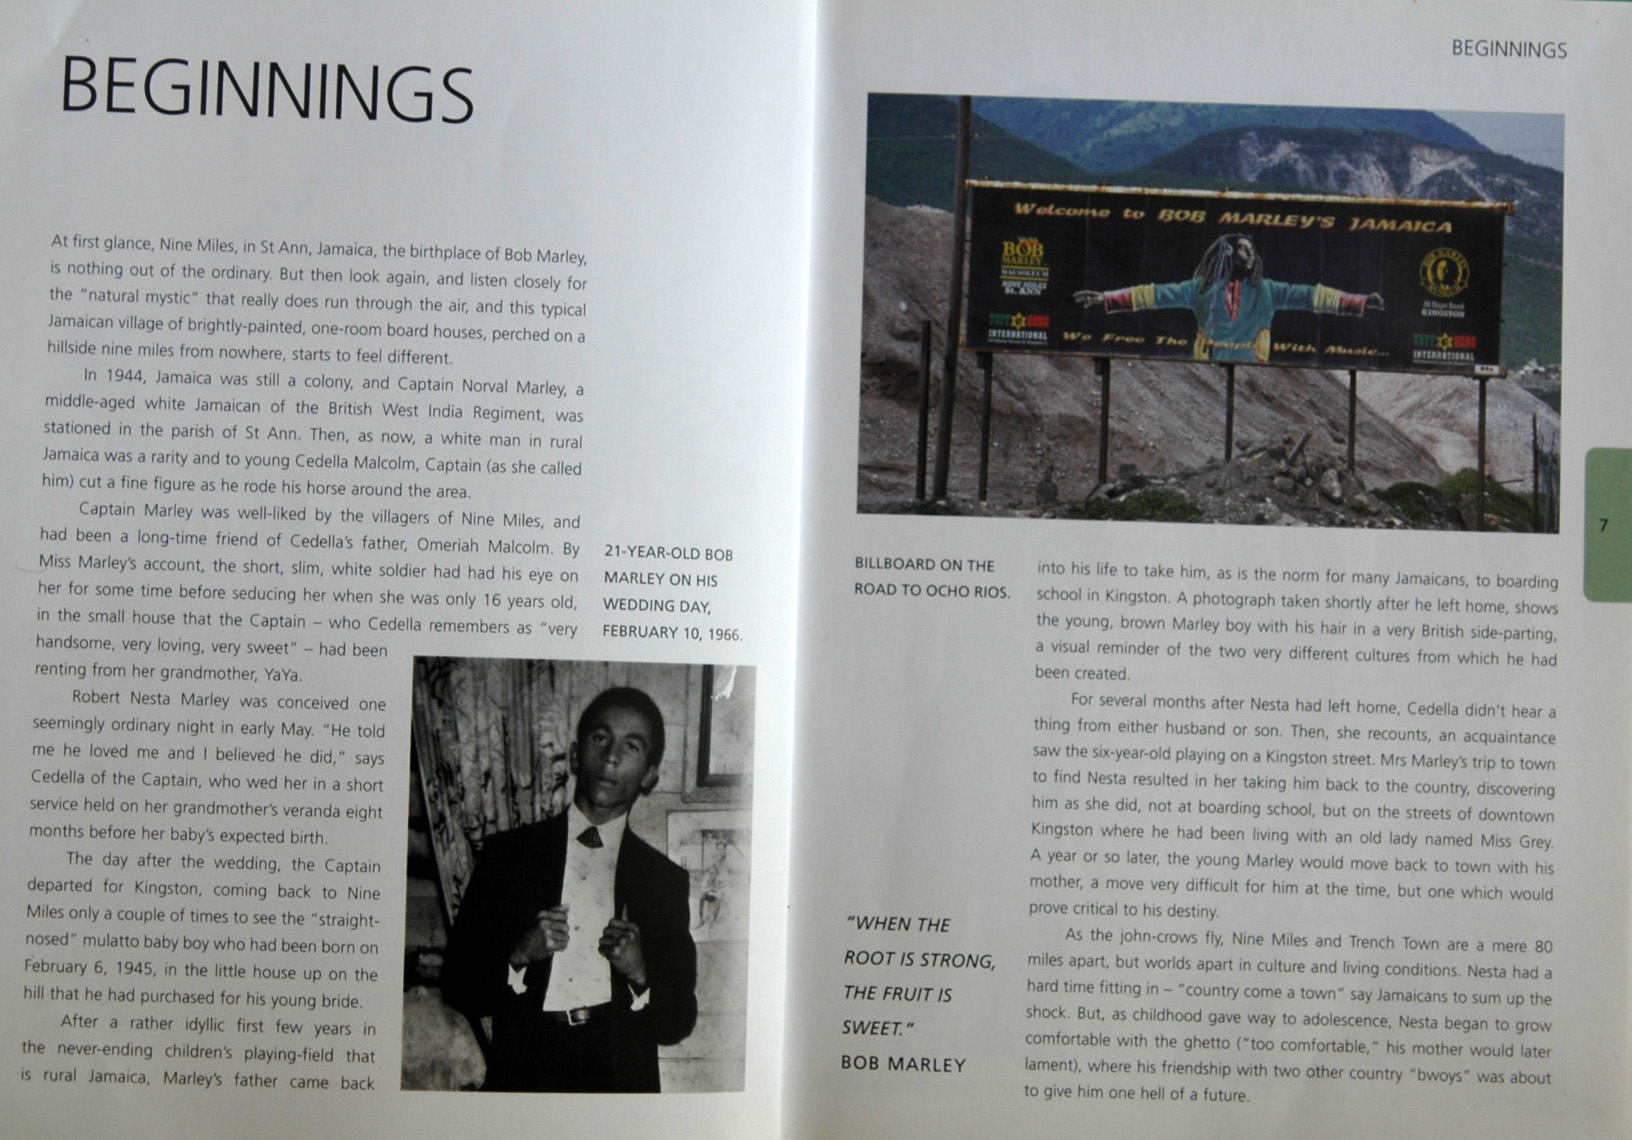 BEGINNINGS
At first glance, Nine Miles, in St Ann, Jamaica, the birthplace of Bob Marley,
is nothing out of the ordinary. But then look again, and listen closely for
the "natural mystic" that really does run through the air, and this typical
Jamaican village of brightly-painted, one-room board houses, perched on a
hillside nine miles from nowhere, starts to feel different.
In 1944, Jamaica was still a colony, and Captain Norval Marley, a
middle-aged white Jamaican of the British West India Regiment, was
stationed in the parish of St Ann. Then, as now, a white man in rural
Jamaica was a rarity and to young Cedella Malcolm, Captain (as she called
him) cut a fine figure as he rode his horse around the area.
Captain Marley was well-liked by the villagers of Nine Miles, and
had been a long-time friend of Cedella's father, Omeriah Malcolm. By
Miss Marley's account, the short, slim, white soldier had had his eye on
her for some time before seducing her when she was only 16 years old,
in the small house that the Captain – who Cedella remembers as "very
handsome, very loving, very sweet" – had been
renting from her grandmother, YaYa.
Robert Nesta Marley was conceived one
seemingly ordinary night in early May. "He told
me he loved me and I believed he did," says
Cedella of the Captain, who wed her in a short
service held on her grandmother's veranda eight
months before her baby's expected birth.
The day after the wedding, the Captain
departed for Kingston, coming back to Nine
Miles only a couple of times to see the "straight-
nosed" mulatto baby boy who had been born on
February 6, 1945, in the little house up on the
hill that he had purchased for his young bride.
After a rather idyllic first few years in
the never-ending children's playing-field that
is rural Jamaica, Marley's father came back
21-YEAR-OLD BOB
MARLEY ON HIS
WEDDING DAY,
FEBRUARY 10, 1966.
BEGINNINGS
Welcome to BOB MARLEY'S JAMAICA
BOB
MARLEY
MAUSOLEUM
NINE MILES
St. ANN
TUFF GONG
INTERNATIONAL
We Free The People With Music...
BOB MARLEY
56 Hope Road
KINGSTON
TUFF GONG
INTERNATIONAL
7
BILLBOARD ON THE
ROAD TO OCHO RIOS.
into his life to take him, as is the norm for many Jamaicans, to boarding
school in Kingston. A photograph taken shortly after he left home, shows
the young, brown Marley boy with his hair in a very British side-parting,
a visual reminder of the two very different cultures from which he had
been created.
For several months after Nesta had left home, Cedella didn't hear a
thing from either husband or son. Then, she recounts, an acquaintance
saw the six-year-old playing on a Kingston street. Mrs Marley's trip to town
to find Nesta resulted in her taking him back to the country, discovering
him as she did, not at boarding school, but on the streets of downtown
Kingston where he had been living with an old lady named Miss Grey.
A year or so later, the young Marley would move back to town with his
mother, a move very difficult for him at the time, but one which would
prove critical to his destiny.
As the john-crows fly, Nine Miles and Trench Town are a mere 80
miles apart, but worlds apart in culture and living conditions. Nesta had a
hard time fitting in – "country come a town" say Jamaicans to sum up the
shock. But, as childhood gave way to adolescence, Nesta began to grow
comfortable with the ghetto ("too comfortable," his mother would later
lament), where his friendship with two other country "bwoys" was about
to give him one hell of a future.
"WHEN THE
ROOT IS STRONG,
THE FRUIT IS
SWEET."
BOB MARLEY